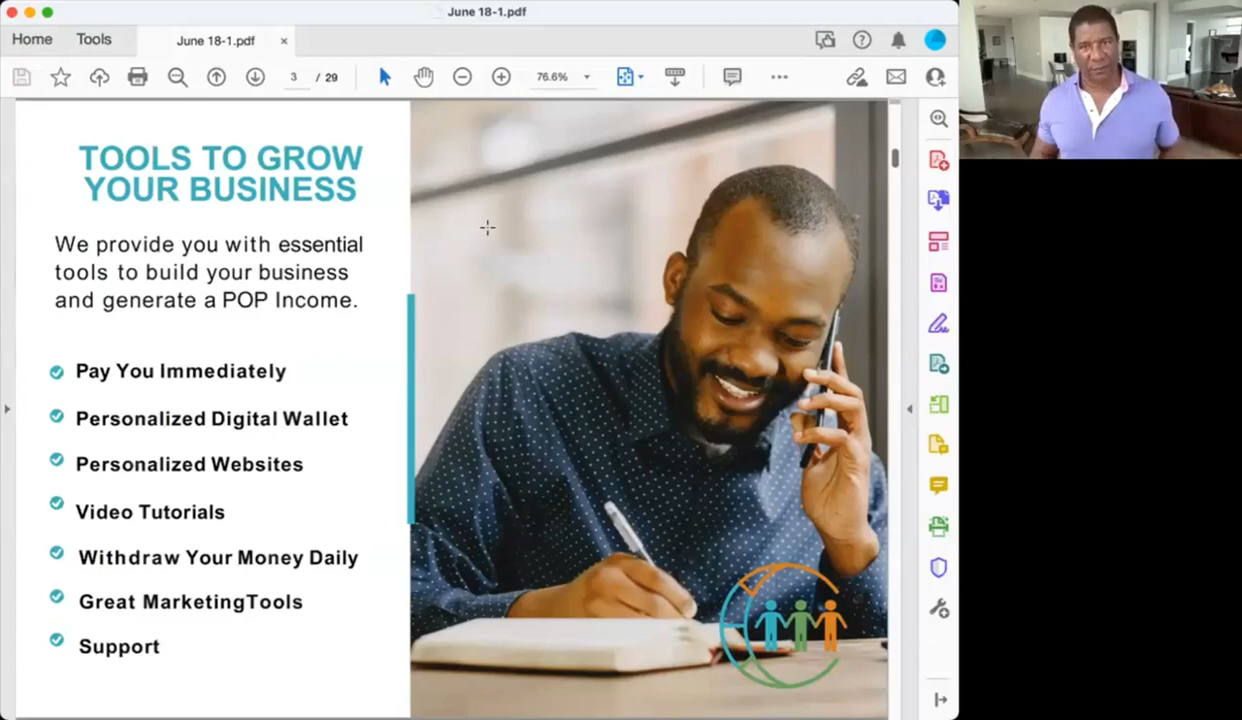 June 18-1.pdf
Home
Tools
June 18-1.pdf
3 / 29
76.6%
TOOLS TO GROW
YOUR BUSINESS
We provide you with essential
tools to build your business
and generate a POP Income.
Pay You Immediately
Personalized Digital Wallet
Personalized Websites
Video Tutorials
Withdraw Your Money Daily
Great MarketingTools
Support